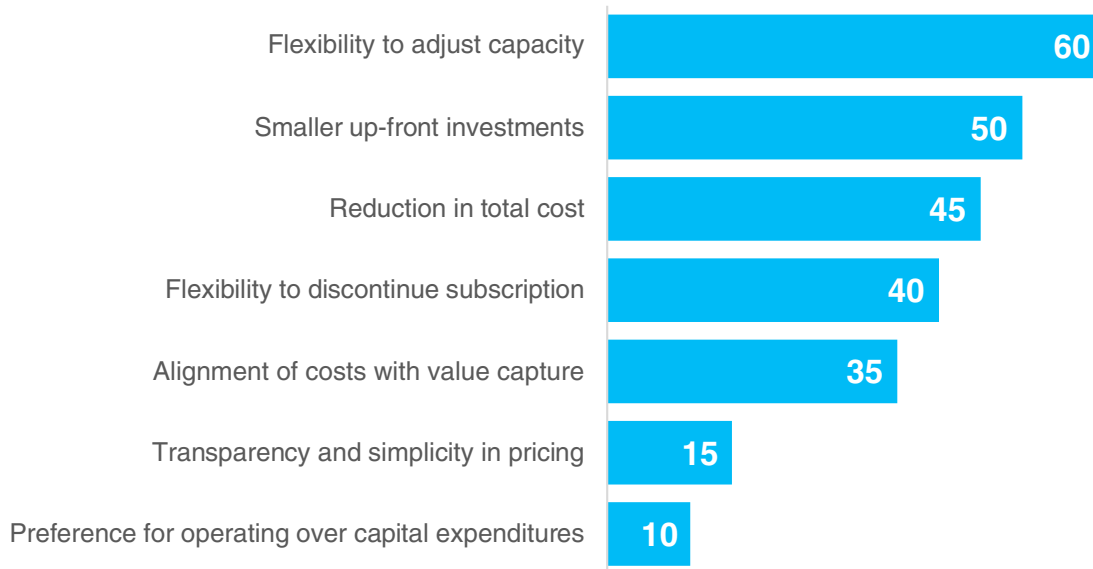 Flexibility to adjust capacity 60
Smaller up-front investments 50
Reduction in total cost 45
Flexibility to discontinue subscription 40
Alignment of costs with value capture 35
Transparency and simplicity in pricing 15
Preference for operating over capital expenditures 10